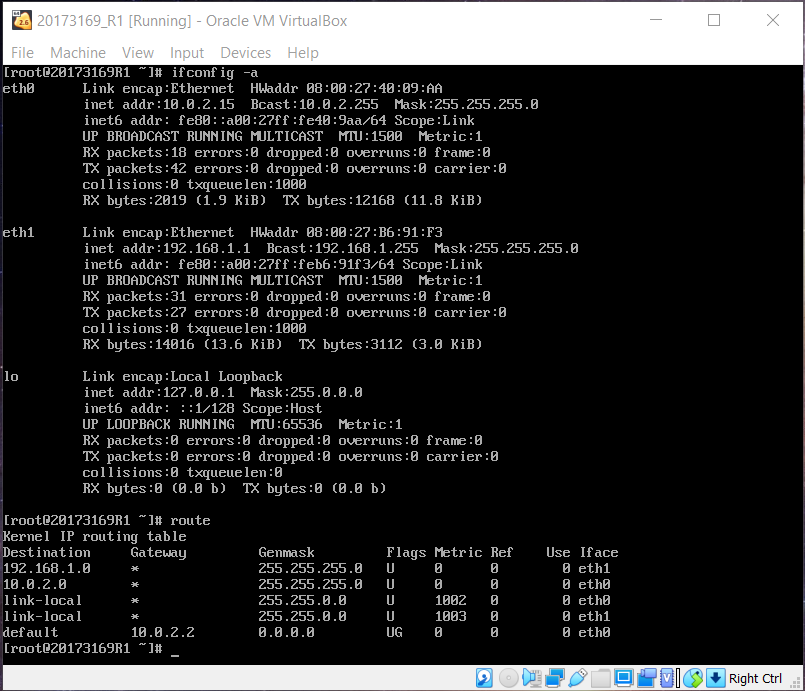 20173169_R1 [Running] - Oracle VM VirtualBox
File Machine View Input Devices Help
[root@20173169R1 ~]# ifconfig -a
eth0 Link encap:Ethernet HWaddr 08:00:27:40:09:AA
inet addr:10.0.2.15 Bcast:10.0.2.255 Mask:255.255.255.0
inet6 addr: fe80::a00:27ff:fe40:9aa/64 Scope:Link
UP BROADCAST RUNNING MULTICAST MTU:1500 Metric:1
RX packets:18 errors:0 dropped:0 overruns:0 frame:0
TX packets:42 errors:0 dropped:0 overruns:0 carrier:0
collisions:0 txqueuelen:1000
RX bytes:2019 (1.9 KiB) TX bytes:12168 (11.8 KiB)
eth1 Link encap:Ethernet HWaddr 08:00:27:B6:91:F3
inet addr:192.168.1.1 Bcast:192.168.1.255 Mask:255.255.255.0
inet6 addr: fe80::a00:27ff:feb6:91f3/64 Scope:Link
UP BROADCAST RUNNING MULTICAST MTU:1500 Metric:1
RX packets:31 errors:0 dropped:0 overruns:0 frame:0
TX packets:27 errors:0 dropped:0 overruns:0 carrier:0
collisions:0 txqueuelen:1000
RX bytes:14016 (13.6 KiB) TX bytes:3112 (3.0 KiB)
lo Link encap:Local Loopback
inet addr:127.0.0.1 Mask:255.0.0.0
inet6 addr: ::1/128 Scope:Host
UP LOOPBACK RUNNING MTU:65536 Metric:1
RX packets:0 errors:0 dropped:0 overruns:0 frame:0
TX packets:0 errors:0 dropped:0 overruns:0 carrier:0
collisions:0 txqueuelen:0
RX bytes:0 (0.0 b) TX bytes:0 (0.0 b)
[root@20173169R1 ~]# route
Kernel IP routing table
Destination Gateway Genmask Flags Metric Ref Use Iface
192.168.1.0 * 255.255.255.0 U 0 0 0 eth1
10.0.2.0 * 255.255.255.0 U 0 0 0 eth0
link-local * 255.255.0.0 U 1002 0 0 eth0
link-local * 255.255.0.0 U 1003 0 0 eth1
default 10.0.2.2 0.0.0.0 UG 0 0 0 eth0
[root@20173169R1 ~]# _
Right Ctrl